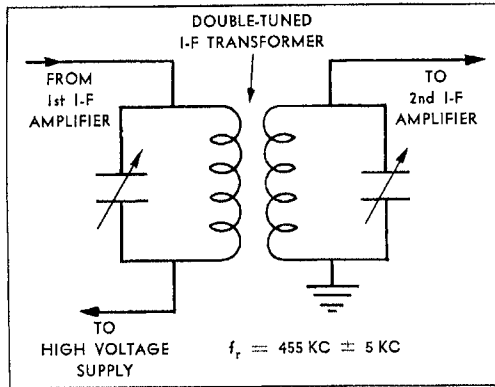 DOUBLE-TUNED
I-F TRANSFORMER
FROM
1st I-F
AMPLIFIER
TO
2nd I-F
AMPLIFIER
TO
HIGH VOLTAGE
SUPPLY
fr = 455 KC ± 5 KC